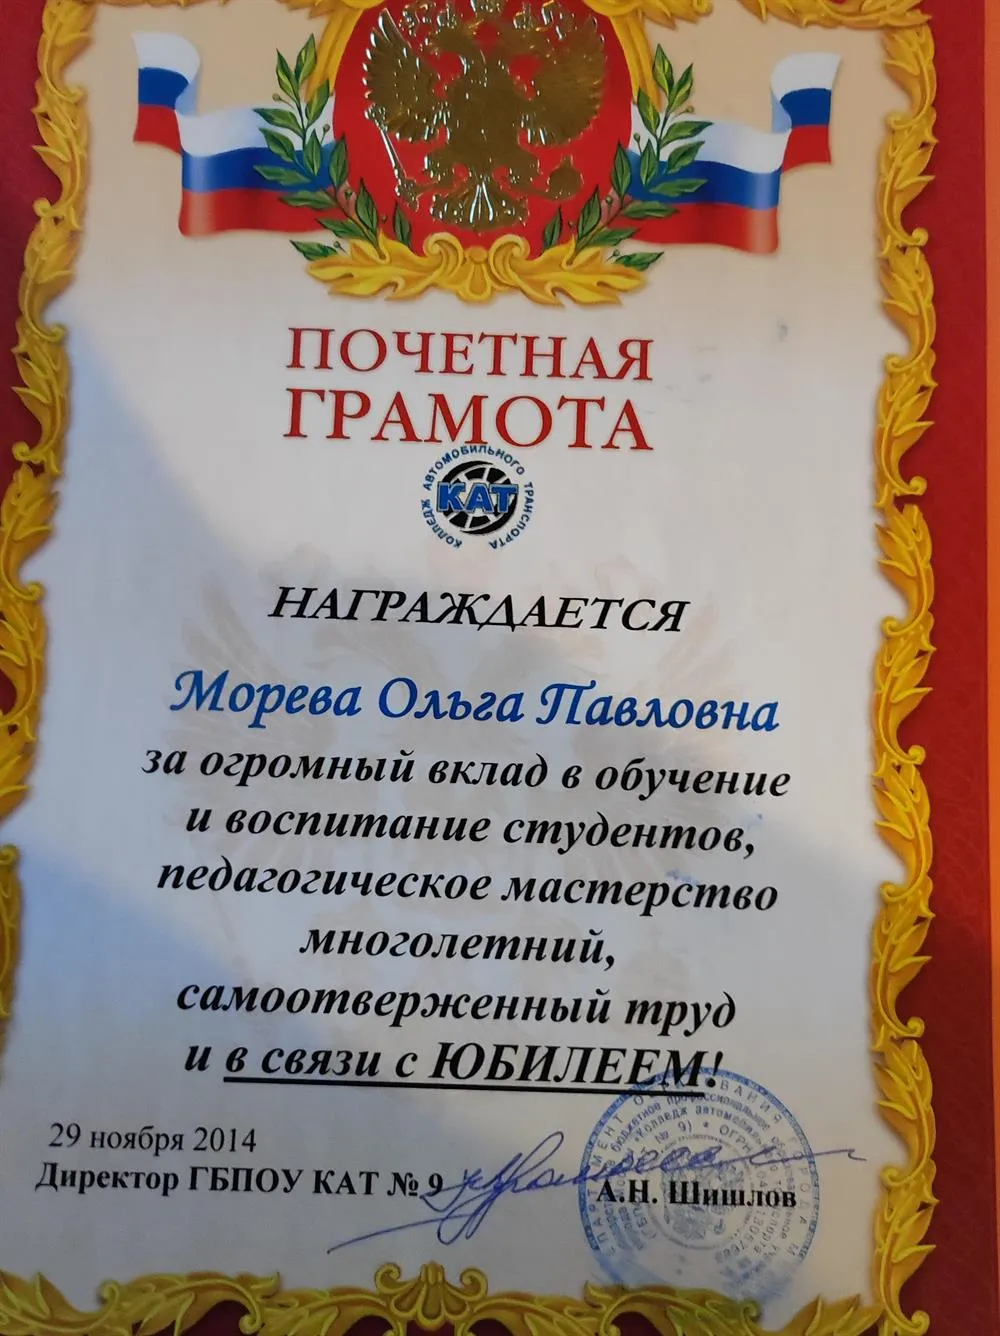 ПОЧЕТНАЯ
ГРАМОТА
КОЛЛЕДЖ АВТОМОБИЛЬНОГО ТРАНСПОРТА
КАТ
НАГРАЖДАЕТСЯ
Морева Ольга Павловна
за огромный вклад в обучение
и воспитание студентов,
педагогическое мастерство
многолетний,
самоотверженный труд
и в связи с ЮБИЛЕЕМ!
29 ноября 2014
Директор ГБПОУ КАТ № 9
А.Н. Шишлов